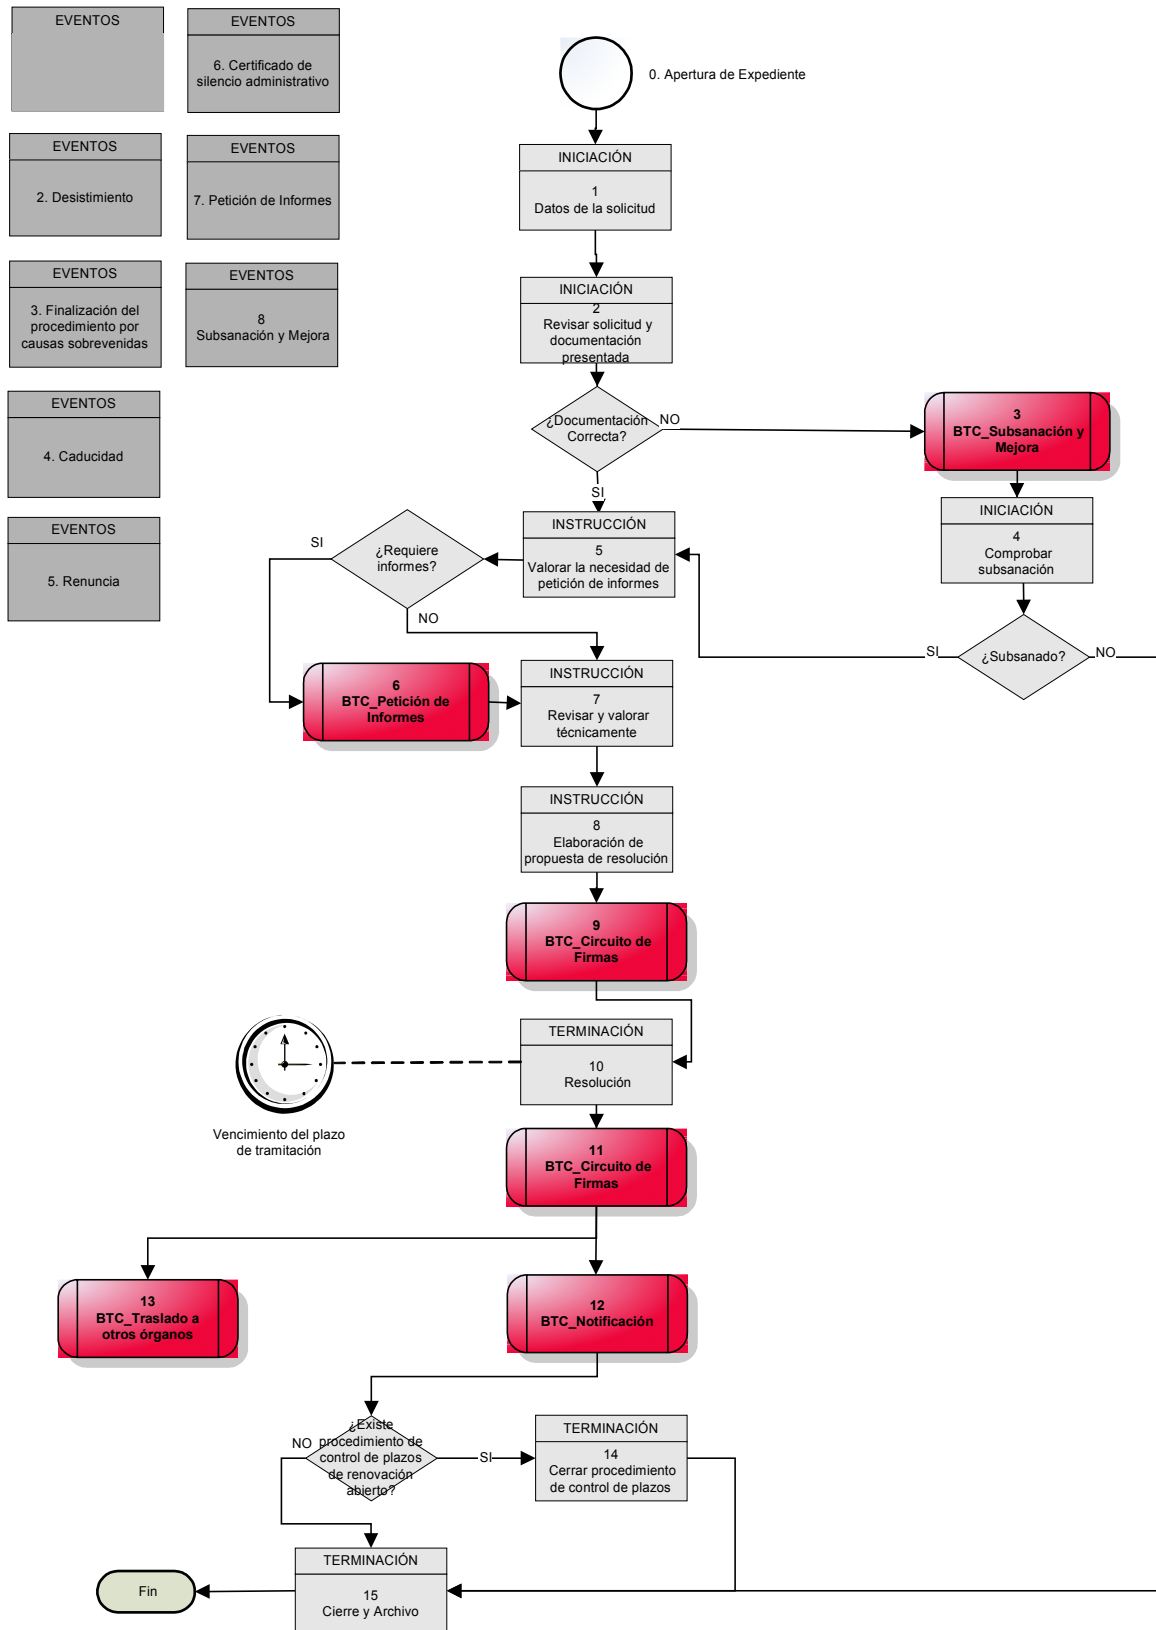 EVENTOS
EVENTOS
6. Certificado de
silencio administrativo
EVENTOS
2. Desistimiento
EVENTOS
7. Petición de Informes
EVENTOS
3. Finalización del
procedimiento por
causas sobrevenidas
EVENTOS
8
Subsanación y Mejora
EVENTOS
4. Caducidad
EVENTOS
5. Renuncia
0. Apertura de Expediente
INICIACIÓN
1
Datos de la solicitud
INICIACIÓN
2
Revisar solicitud y
documentación
presentada
¿Documentación
Correcta?
NO
SI
3
BTC_Subsanación y
Mejora
INICIACIÓN
4
Comprobar
subsanación
¿Subsanado?
SI
NO
INSTRUCCIÓN
5
Valorar la necesidad de
petición de informes
¿Requiere
informes?
SI
NO
6
BTC_Petición de
Informes
INSTRUCCIÓN
7
Revisar y valorar
técnicamente
INSTRUCCIÓN
8
Elaboración de
propuesta de resolución
9
BTC_Circuito de
Firmas
TERMINACIÓN
10
Resolución
Vencimiento del plazo
de tramitación
11
BTC_Circuito de
Firmas
13
BTC_Traslado a
otros órganos
12
BTC_Notificación
¿Existe
procedimiento de
control de plazos
de renovación
abierto?
NO
SI
TERMINACIÓN
14
Cerrar procedimiento
de control de plazos
TERMINACIÓN
15
Cierre y Archivo
Fin